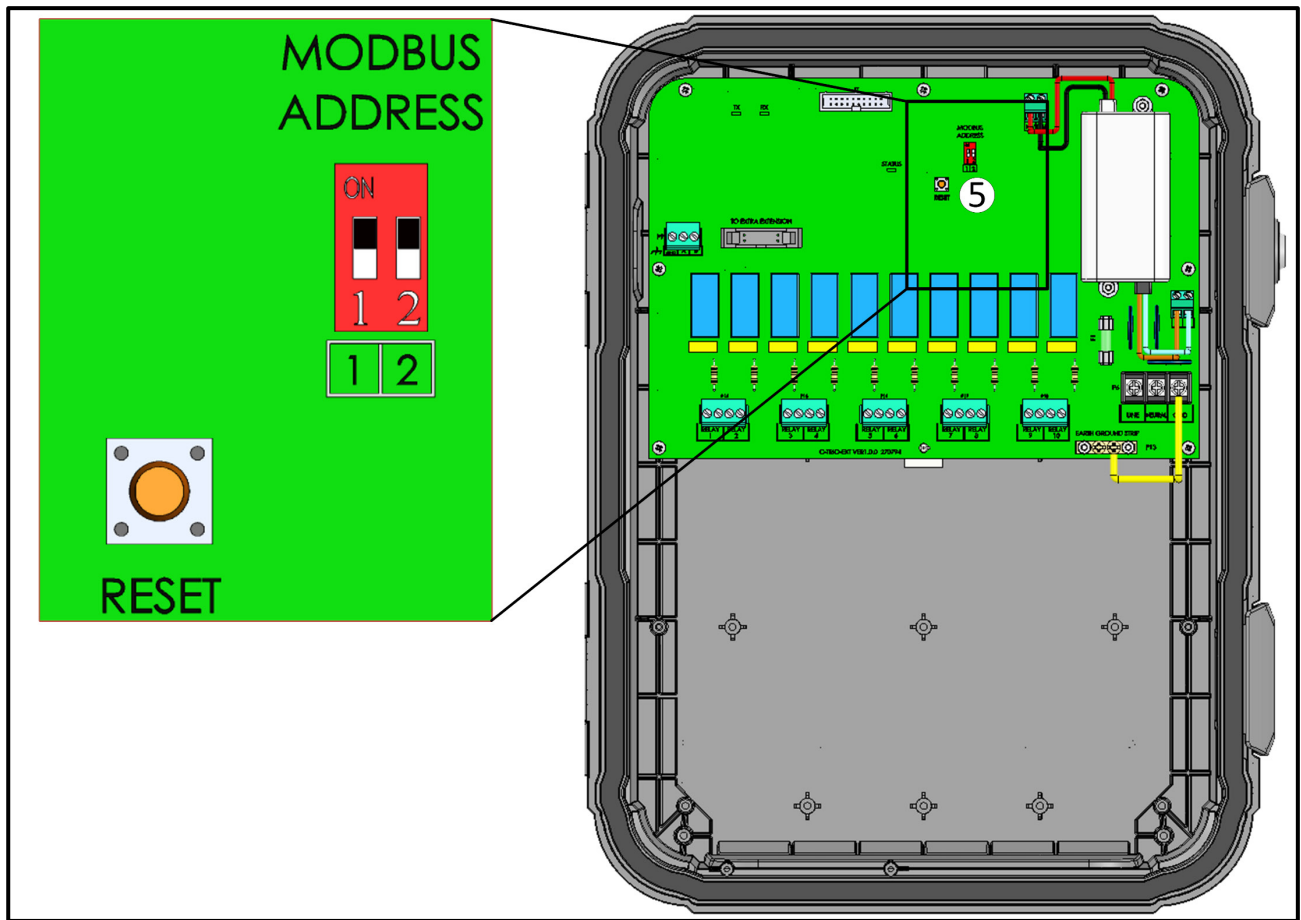 MODBUS
ADDRESS
ON
1 2
1 2
RESET
TX RX
MODBUS
ADDRESS
STATUS
RESET
5
TO EXTRA EXTENSION
P6
LINE NEUTRAL GND
RELAY RELAY RELAY RELAY RELAY RELAY RELAY RELAY RELAY RELAY
1 2 3 4 5 6 7 8 9 10
EARTH GROUND STRIP
P13